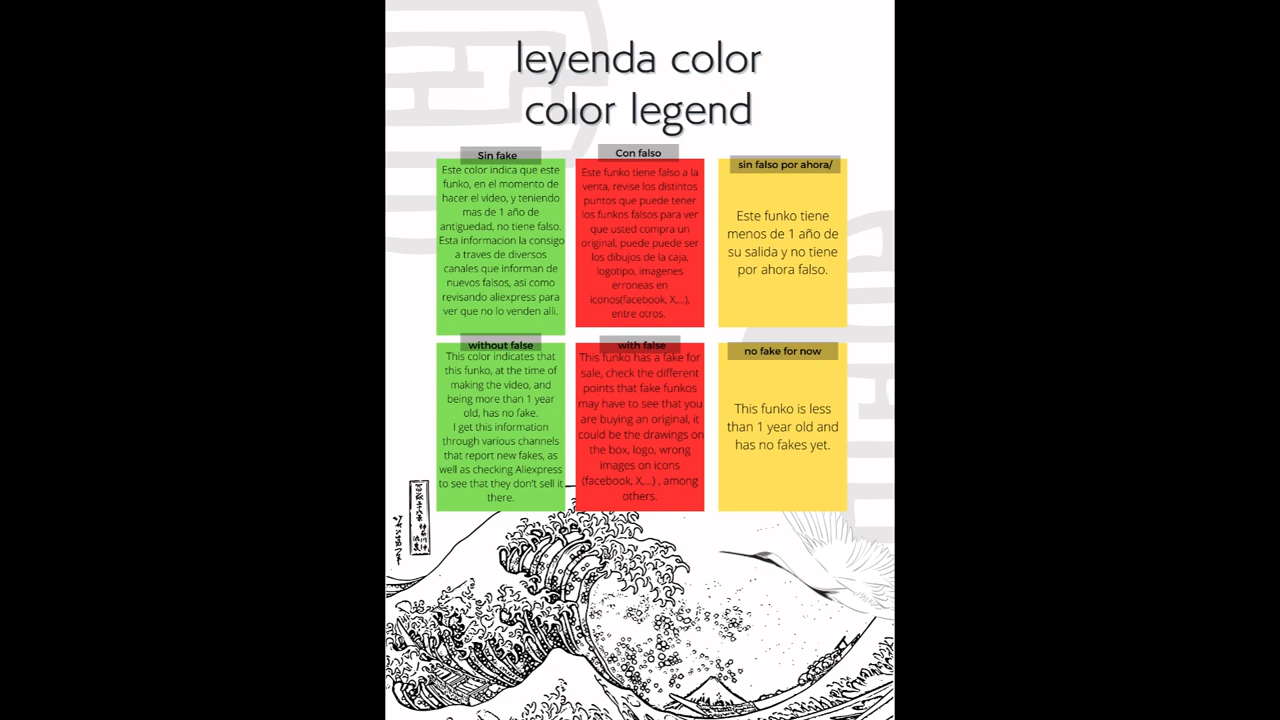 leyenda color
color legend
Sin fake
Este color indica que este
funko, en el momento de
hacer el video, y teniendo
mas de 1 año de
antiguedad, no tiene falso.
Esta informacion la consigo
a traves de diversos
canales que informan de
nuevos falsos, asi como
revisando aliexpress para
ver que no lo venden alli.
Con falso
Este funko tiene falso a la
venta, revise los distintos
puntos que puede tener
los funkos falsos para ver
que usted compra un
original, puede puede ser
los dibujos de la caja,
logotipo, imagenes
erroneas en
iconos(facebook, X,...),
entre otros.
sin falso por ahora/
Este funko tiene
menos de 1 año de
su salida y no tiene
por ahora falso.
without false
This color indicates that
this funko, at the time of
making the video, and
being more than 1 year
old, has no fake.
I get this information
through various channels
that report new fakes, as
well as checking Aliexpress
to see that they don't sell it
there.
with false
This funko has a fake for
sale, check the different
points that fake funkos
may have to see that you
are buying an original, it
could be the drawings on
the box, logo, wrong
images on icons
(facebook, X,...) , among
others.
no fake for now
This funko is less
than 1 year old and
has no fakes yet.